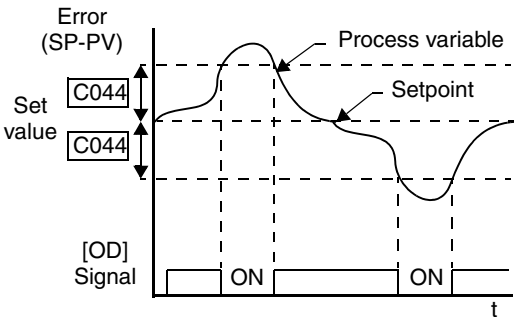 Error
(SP-PV)
Process variable
C044
Setpoint
Set
value
C044
[OD]
Signal
ON
ON
t